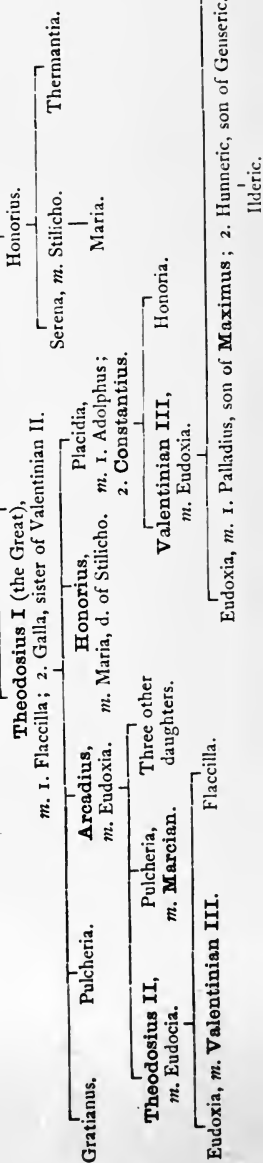 Honorius.
Theodosius I (the Great),
Serena, m. Stilicho. Thermantia.
m. 1. Flaccilla; 2. Galla, sister of Valentinian II.
Maria.
Gratianus, Pulcheria. Arcadius, Honorius, Placidia,
m. Eudoxia. m. Maria, d. of Stilicho. m. 1. Adolphus;
2. Constantius.
Theodosius II, Pulcheria, Three other Valentinian III, Honoria.
m. Eudocia. m. Marcian. daughters. m. Eudoxia.
Eudoxia, m. Valentinian III. Flaccilla.
Eudoxia, m. 1. Palladius, son of Maximus; 2. Hunneric, son of Genseric,
Ilderic.